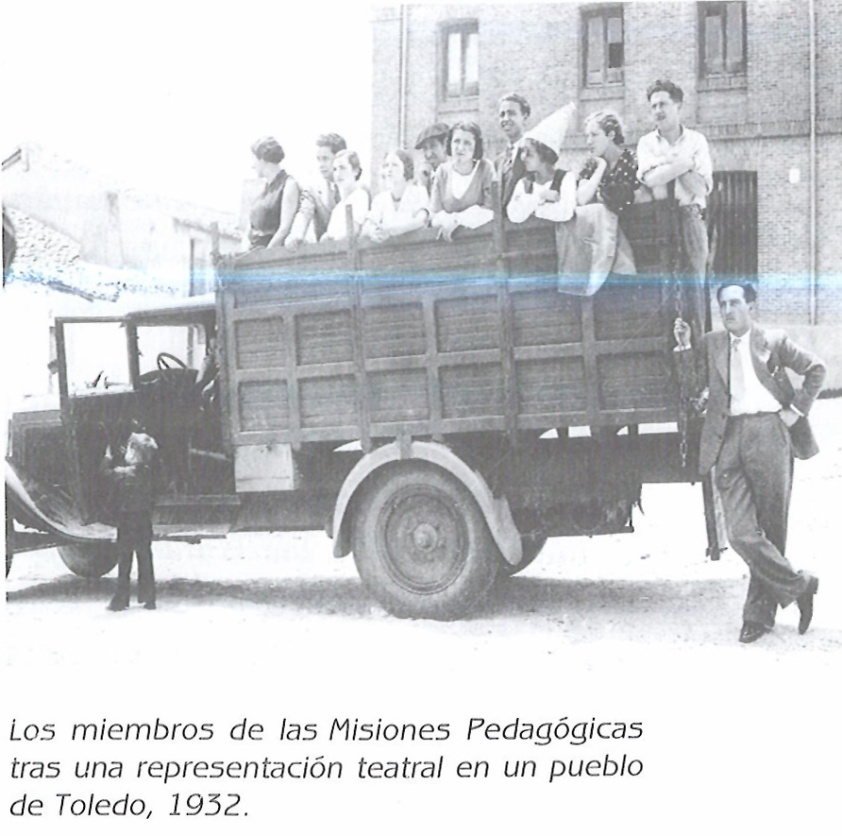 Los miembros de las Misiones Pedagógicas
tras una representación teatral en un pueblo
de Toledo, 1932.